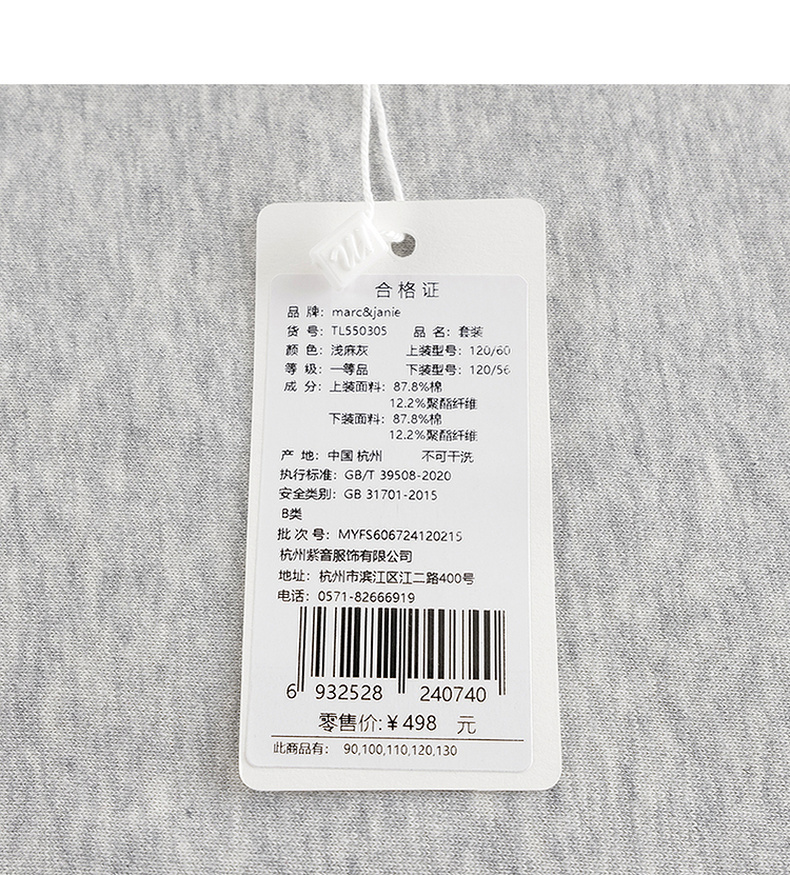 合格证
品 牌：marc&janie
货 号：TL550305 品 名：套装
颜 色：浅麻灰 上装型号：120/60
等 级：一等品 下装型号：120/56
成 分：上装面料：87.8%棉
12.2%聚酯纤维
下装面料：87.8%棉
12.2%聚酯纤维
产 地：中国 杭州 不可干洗
执行标准：GB/T 39508-2020
安全类别：GB 31701-2015
B类
批 次 号：MYFS606724120215
杭州紫音服饰有限公司
地址：杭州市滨江区江二路400号
电话：0571-82666919
6 932528 240740
零售价:￥498 元
此商品有： 90,100,110,120,130